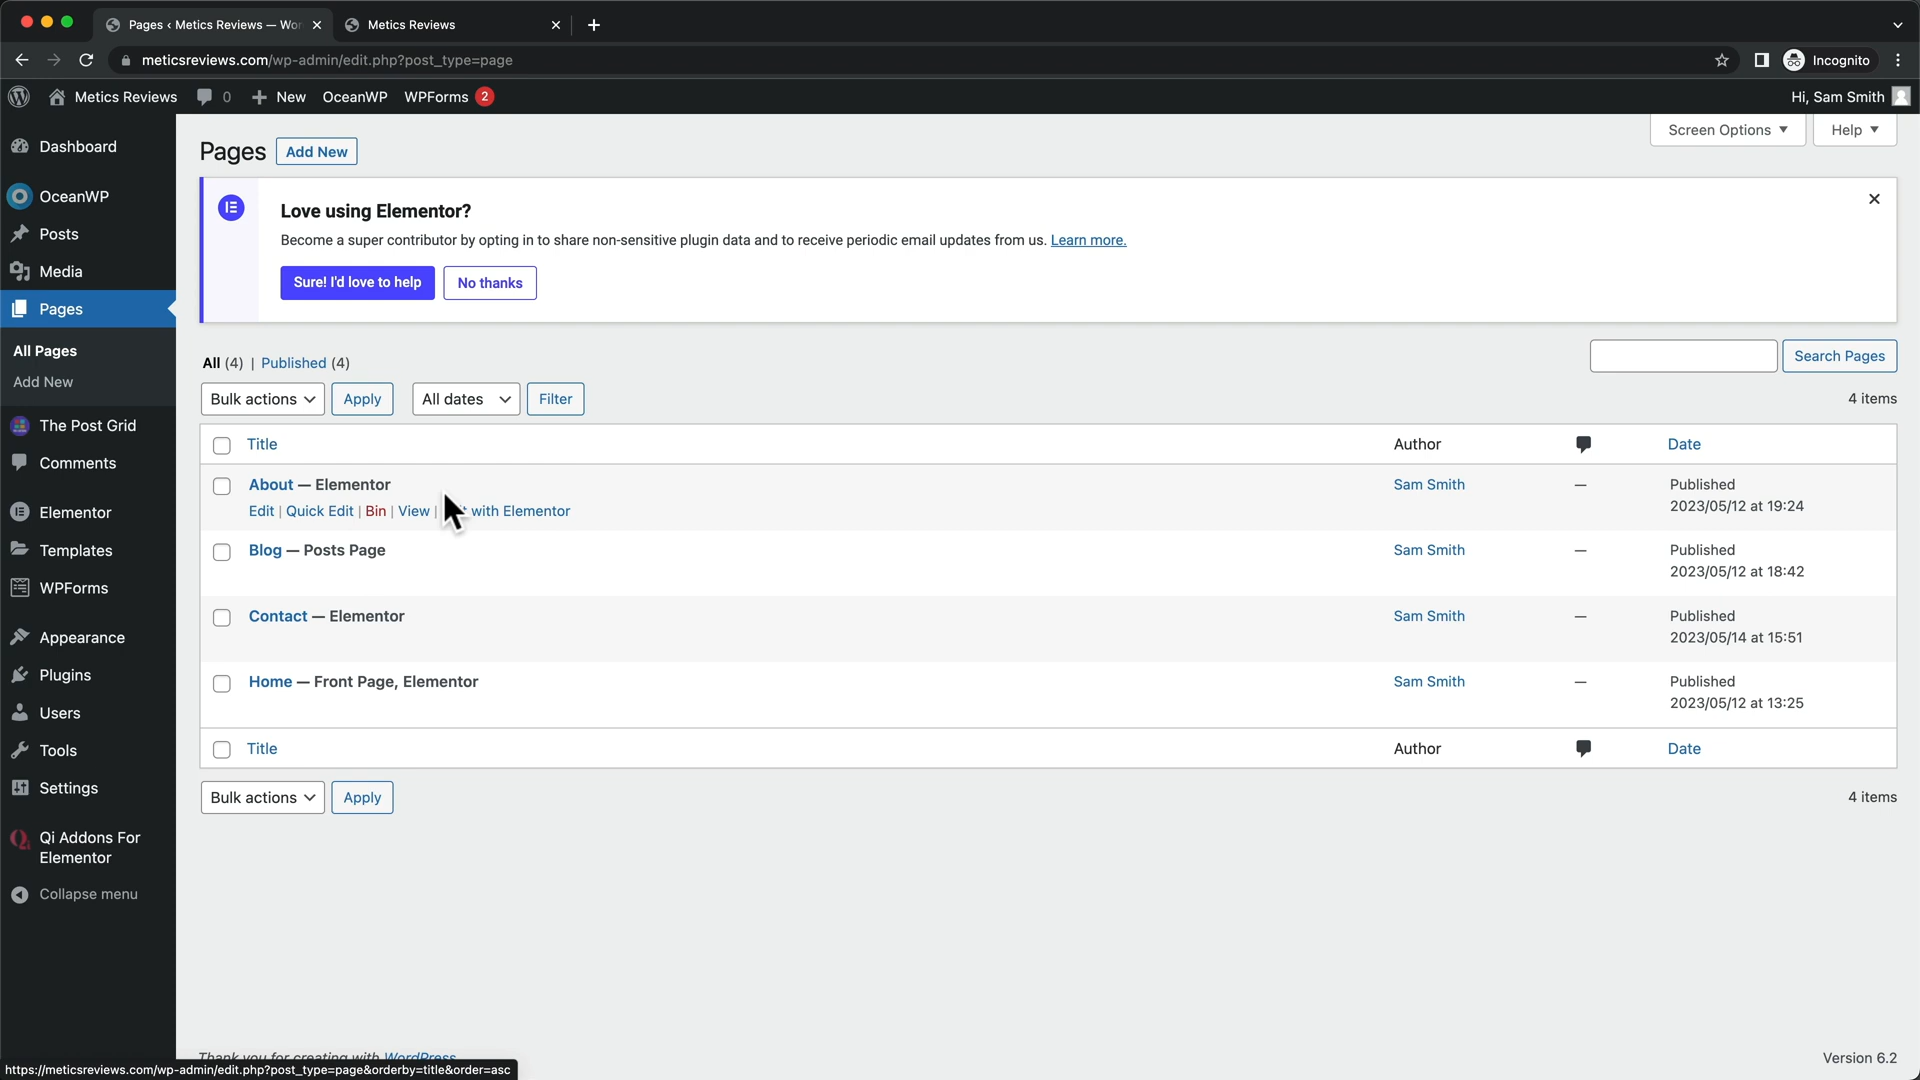 Pages ‹ Metics Reviews — Wor
Metics Reviews
meticsreviews.com/wp-admin/edit.php?post_type=page
Incognito
Metics Reviews
0
New
OceanWP
WPForms 2
Hi, Sam Smith
Dashboard
OceanWP
Posts
Media
Pages
All Pages
Add New
The Post Grid
Comments
Elementor
Templates
WPForms
Appearance
Plugins
Users
Tools
Settings
Qi Addons For
Elementor
Collapse menu
Screen Options
Help
Pages
Add New
Love using Elementor?
Become a super contributor by opting in to share non-sensitive plugin data and to receive periodic email updates from us. Learn more.
Sure! I'd love to help
No thanks
All (4) | Published (4)
Search Pages
Bulk actions
Apply
All dates
Filter
4 items
Title
Author
Date
About — Elementor
Sam Smith
—
Published
2023/05/12 at 19:24
Edit | Quick Edit | Bin | View | with Elementor
Blog — Posts Page
Sam Smith
—
Published
2023/05/12 at 18:42
Contact — Elementor
Sam Smith
—
Published
2023/05/14 at 15:51
Home — Front Page, Elementor
Sam Smith
—
Published
2023/05/12 at 13:25
Title
Author
Date
Bulk actions
Apply
4 items
Thank you for creating with WordPress
Version 6.2
https://meticsreviews.com/wp-admin/edit.php?post_type=page&orderby=title&order=asc